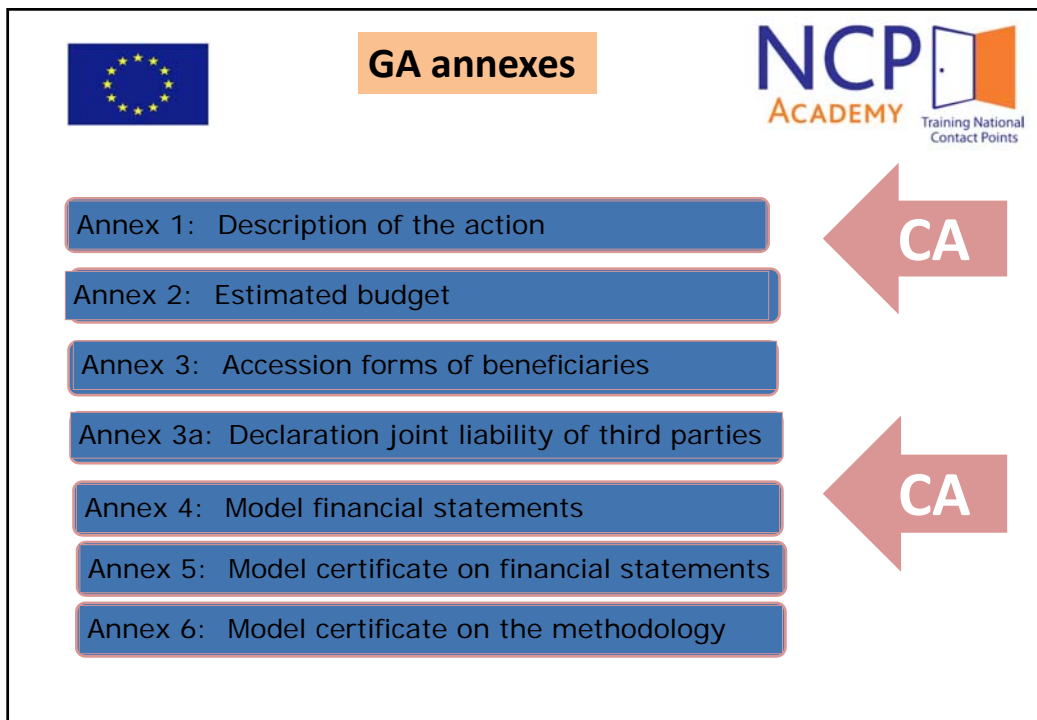 GA annexes
NCP
ACADEMY
Training National
Contact Points
Annex 1: Description of the action
CA
Annex 2: Estimated budget
Annex 3: Accession forms of beneficiaries
Annex 3a: Declaration joint liability of third parties
CA
Annex 4: Model financial statements
Annex 5: Model certificate on financial statements
Annex 6: Model certificate on the methodology